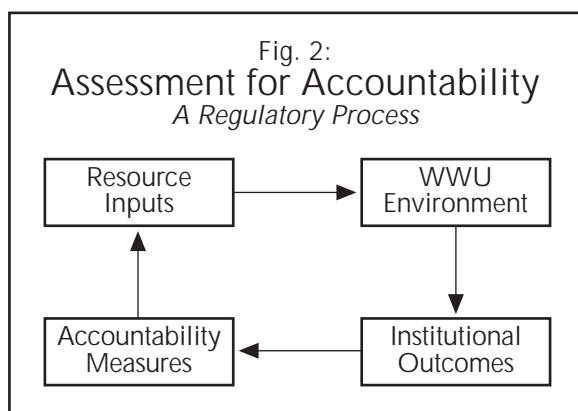 Fig. 2:
Assessment for Accountability
A Regulatory Process
Resource
Inputs
WWU
Environment
Accountability
Measures
Institutional
Outcomes